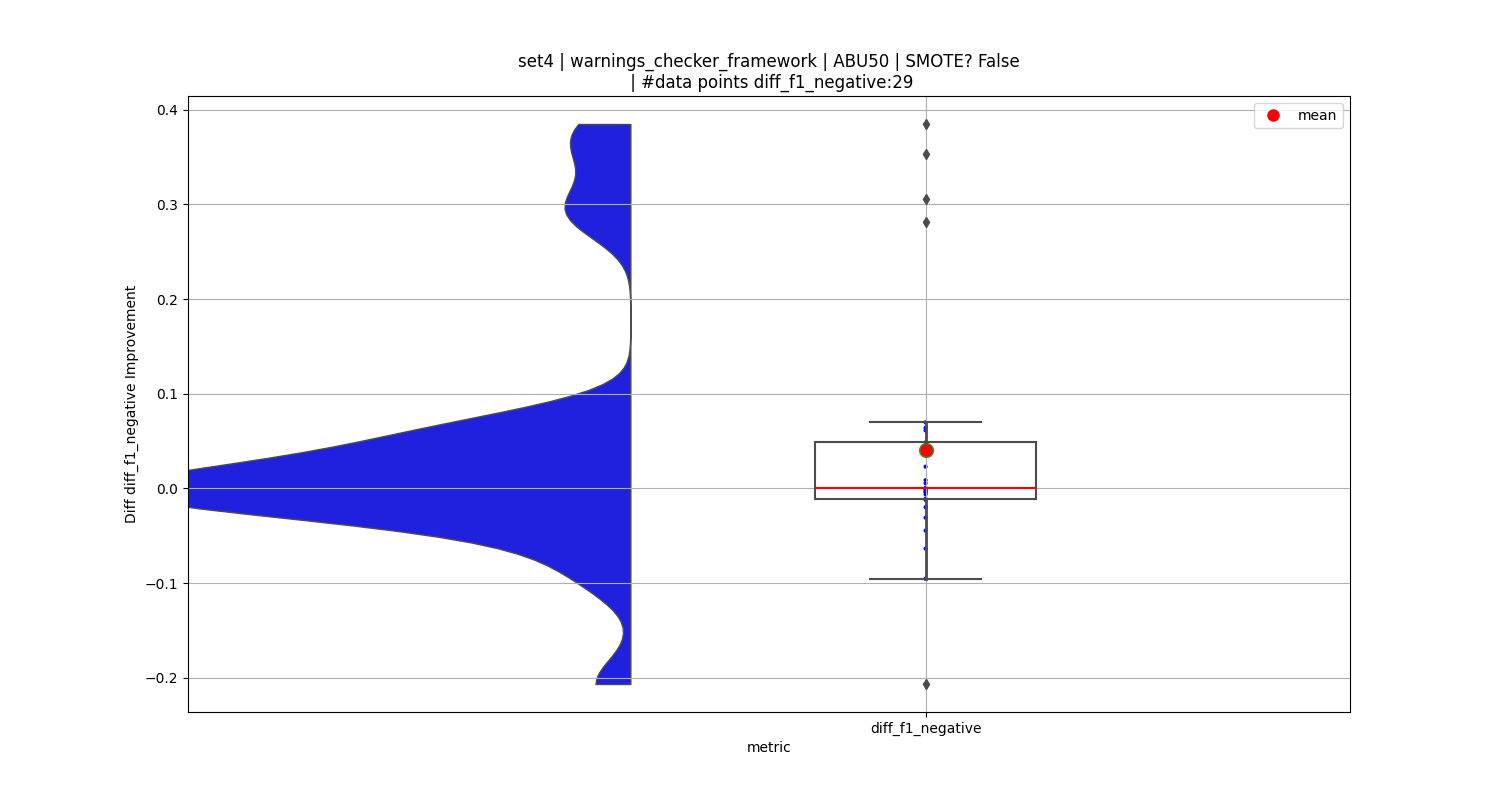 set4 | warnings_checker_framework | ABU50 | SMOTE? False
| #data points diff_f1_negative:29
mean
0.4
0.3
0.2
0.1
0.0
−0.1
−0.2
Diff diff_f1_negative Improvement
diff_f1_negative
metric